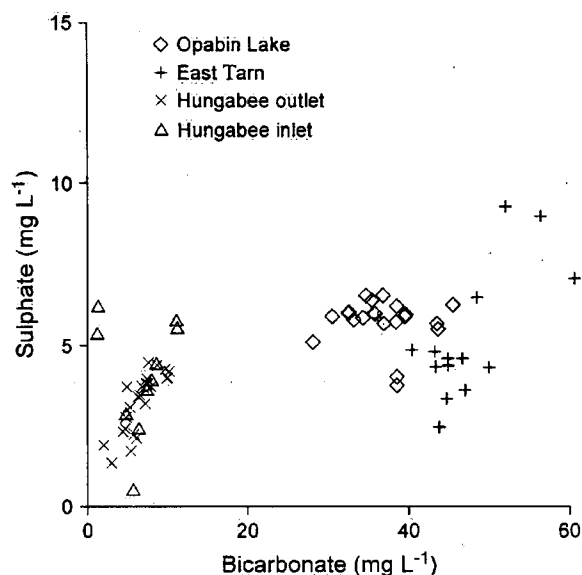 15
Opabin Lake
East Tarn
Hungabee outlet
Hungabee inlet
10
Sulphate (mg L⁻¹)
5
0
0 20 40 60
Bicarbonate (mg L⁻¹)